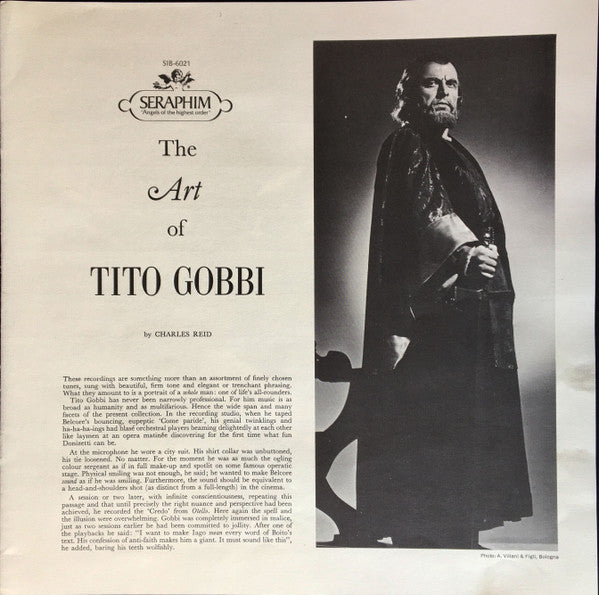 SIB-6021
SERAPHIM
"Angels of the highest order"
The
Art
of
TITO GOBBI
by CHARLES REID
These recordings are something more than an assortment of finely chosen
tunes, sung with beautiful, firm tone and elegant or trenchant phrasing.
What they amount to is a portrait of a whole man: one of life's all-rounders.
Tito Gobbi has never been narrowly professional. For him music is as
broad as humanity and as multifarious. Hence the wide span and many
facets of the present collection. In the recording studio, when he taped
Belcore's bouncing, eupeptic 'Come paride', his genial twinklings and
ha-ha-ha-ings had blasé orchestral players beaming delightedly at each other
like laymen at an opera matinée discovering for the first time what fun
Donizetti can be.
At the microphone he wore a city suit. His shirt collar was unbuttoned,
his tie loosened. No matter. For the moment he was as much the ogling
colour sergeant as if in full make-up and spotlit on some famous operatic
stage. Physical smiling was not enough, he said; he wanted to make Belcore
sound as if he was smiling. Furthermore, the sound should be equivalent to
a head-and-shoulders shot (as distinct from a full-length) in the cinema.
A session or two later, with infinite conscientiousness, repeating this
passage and that until precisely the right nuance and perspective had been
achieved, he recorded the 'Credo' from Otello. Here again the spell and
the illusion were overwhelming. Gobbi was completely immersed in malice,
just as two sessions earlier he had been committed to jollity. After one of
the playbacks he said: "I want to make Iago mean every word of Boito's
text. His confession of anti-faith makes him a giant. It must sound like this",
he added, baring his teeth wolfishly.
Photo: A. Villani & Figli, Bologna